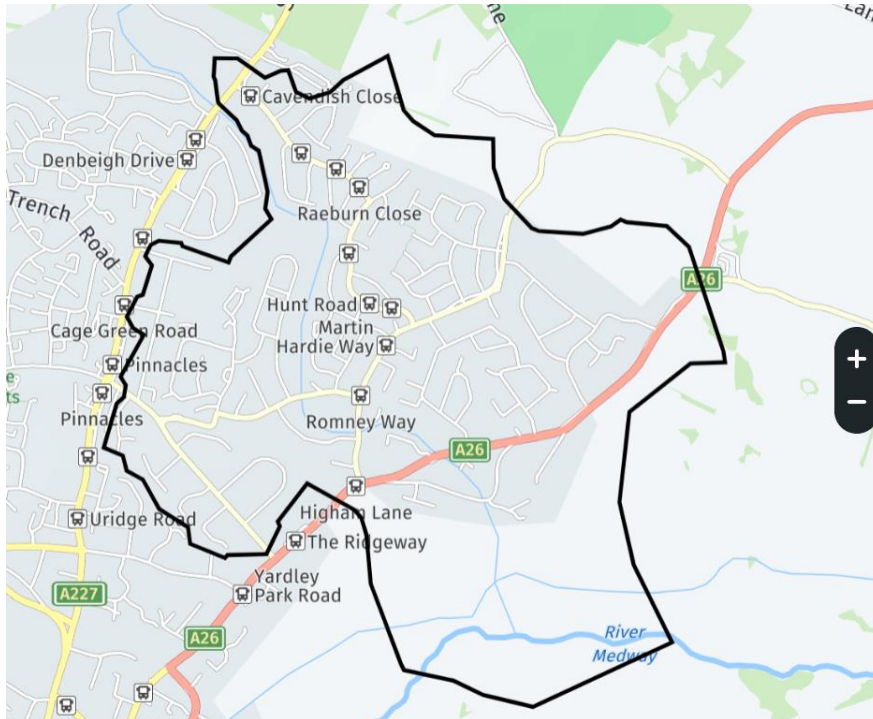 Cavendish Close
Denbeigh Drive
Trench
Road
Raeburn Close
A26
Hunt Road
Martin
Hardie Way
Cage Green Road
Pinnacles
Pinnacles
Romney Way
A26
Higham Lane
Uridge Road
The Ridgeway
Yardley
Park Road
A227
A26
River
Medway
+
−